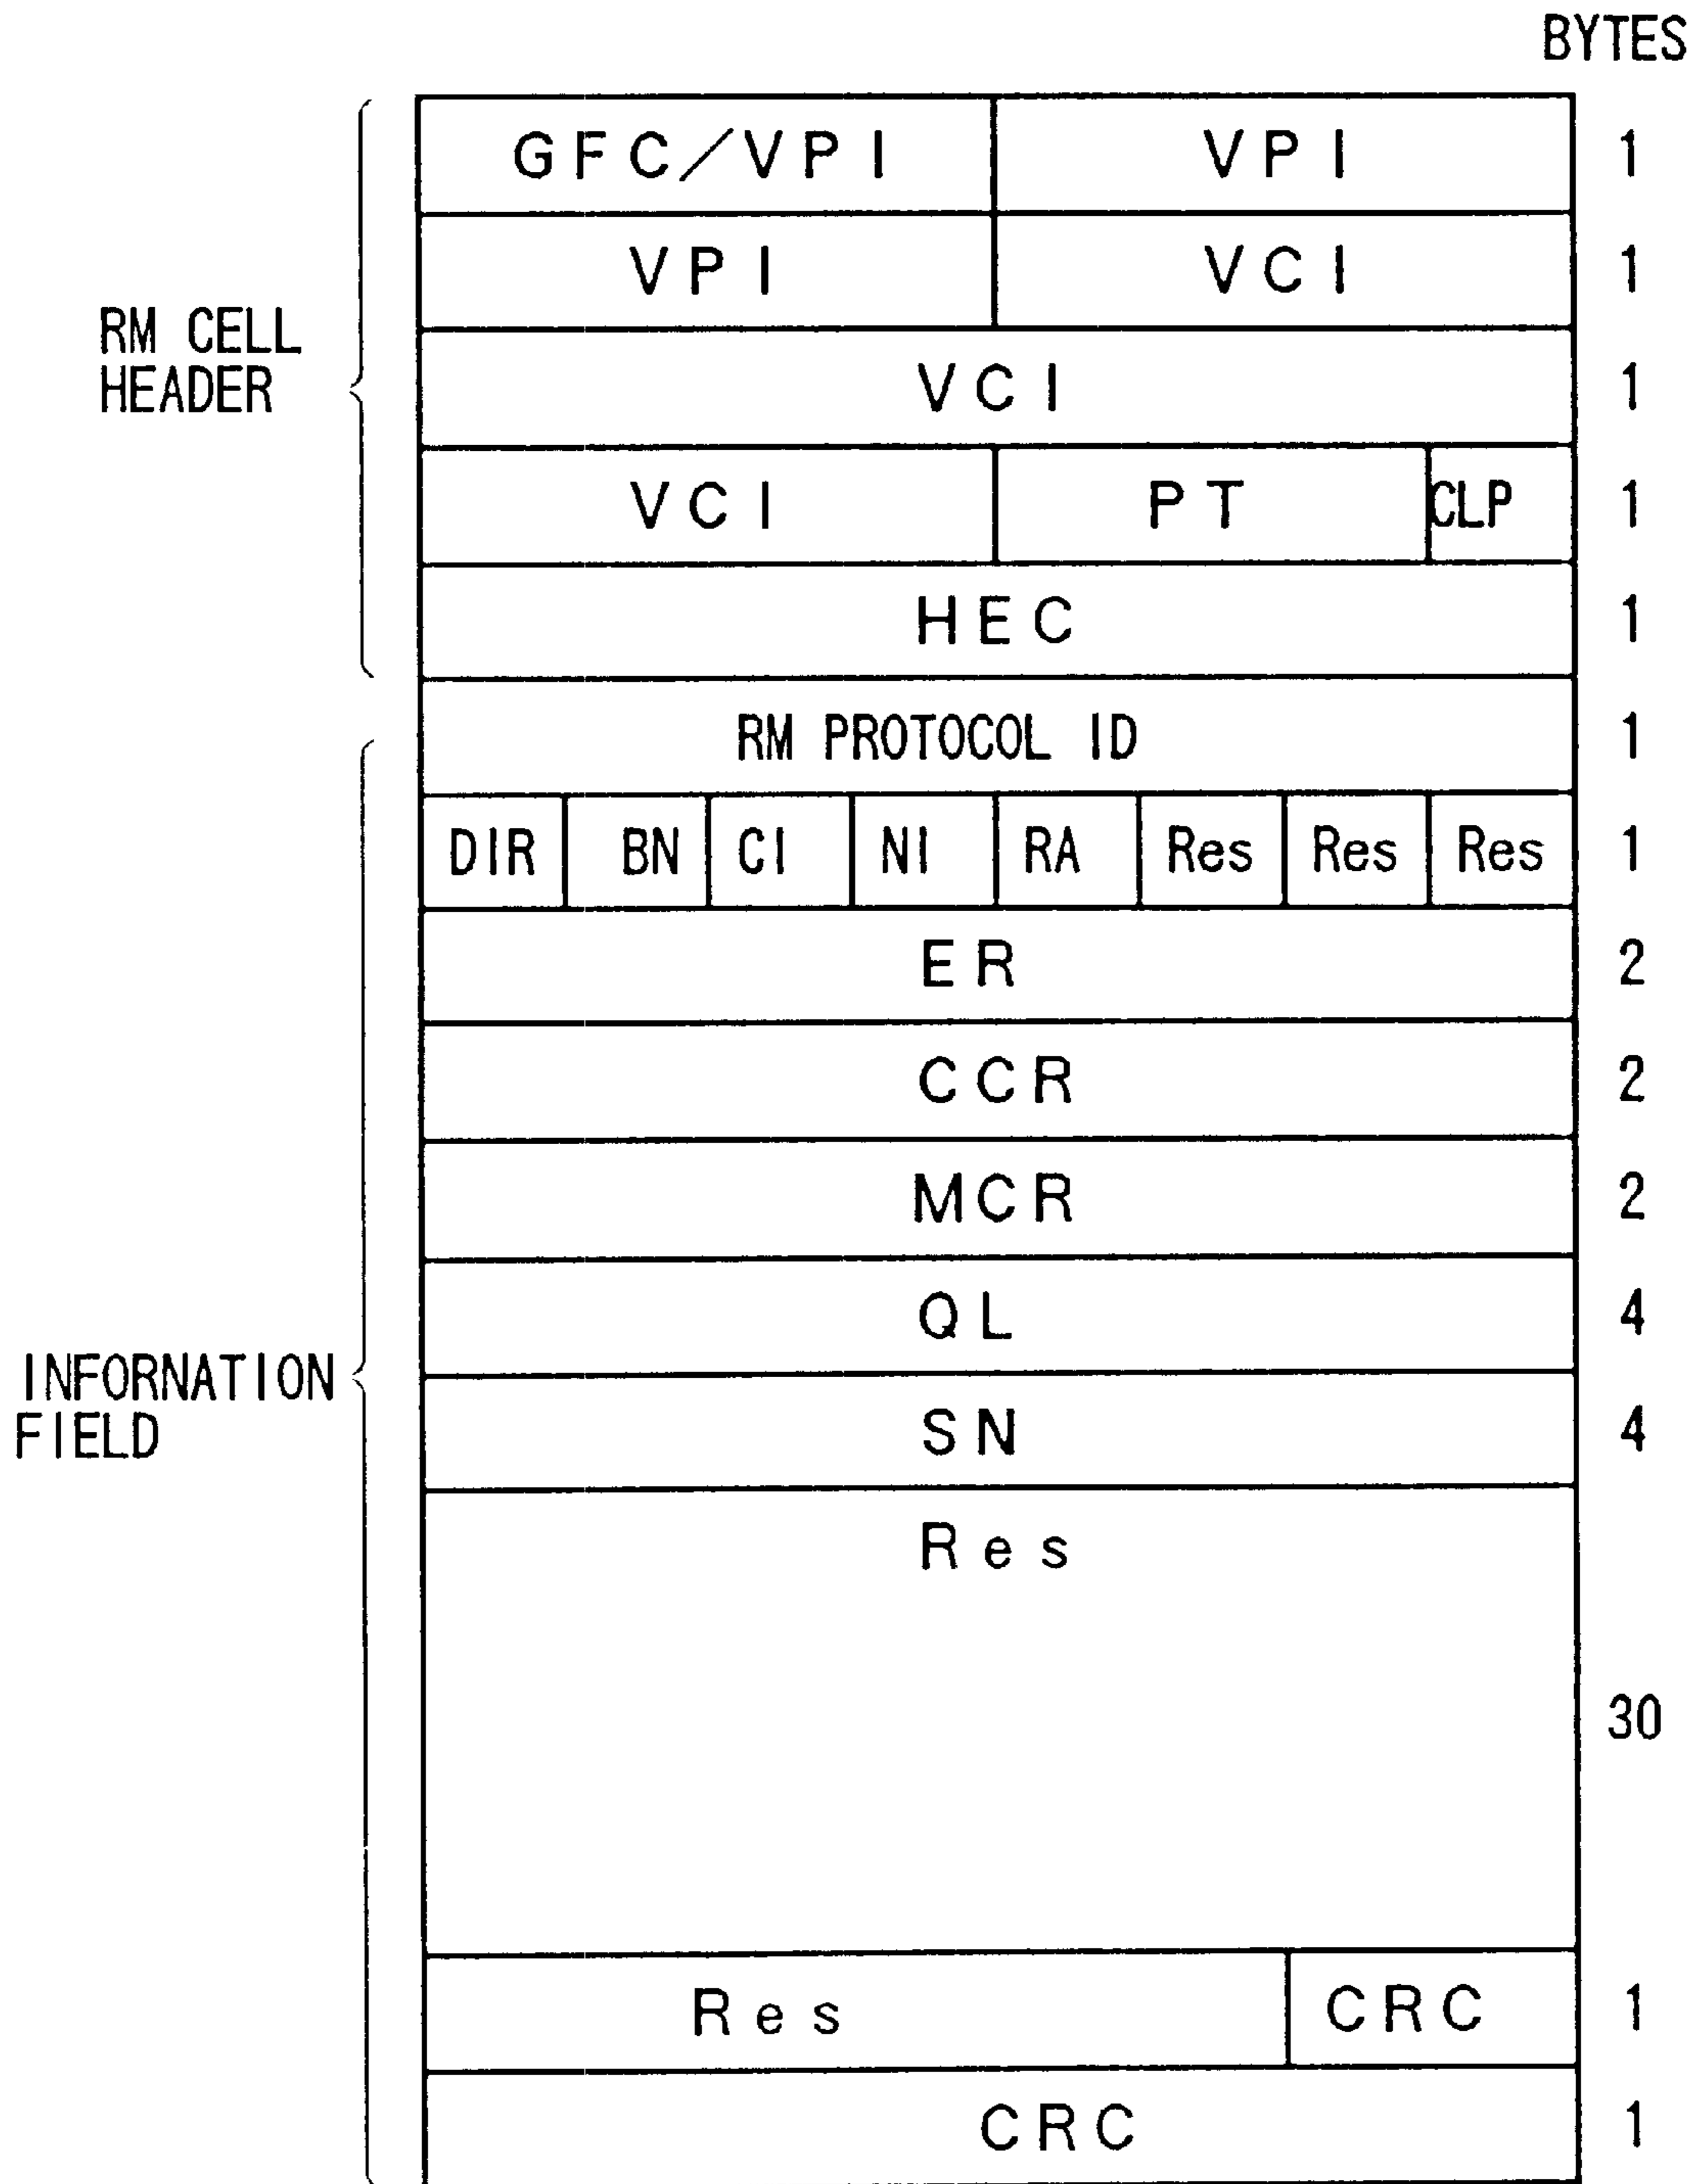 BYTES
GFC/VPI VPI 1
VPI VCI 1
RM CELL
HEADER
VCI 1
VCI PT CLP 1
HEC 1
RM PROTOCOL ID 1
DIR BN CI NI RA Res Res Res 1
ER 2
CCR 2
MCR 2
QL 4
INFORNATION
FIELD
SN 4
Res
30
Res CRC 1
CRC 1